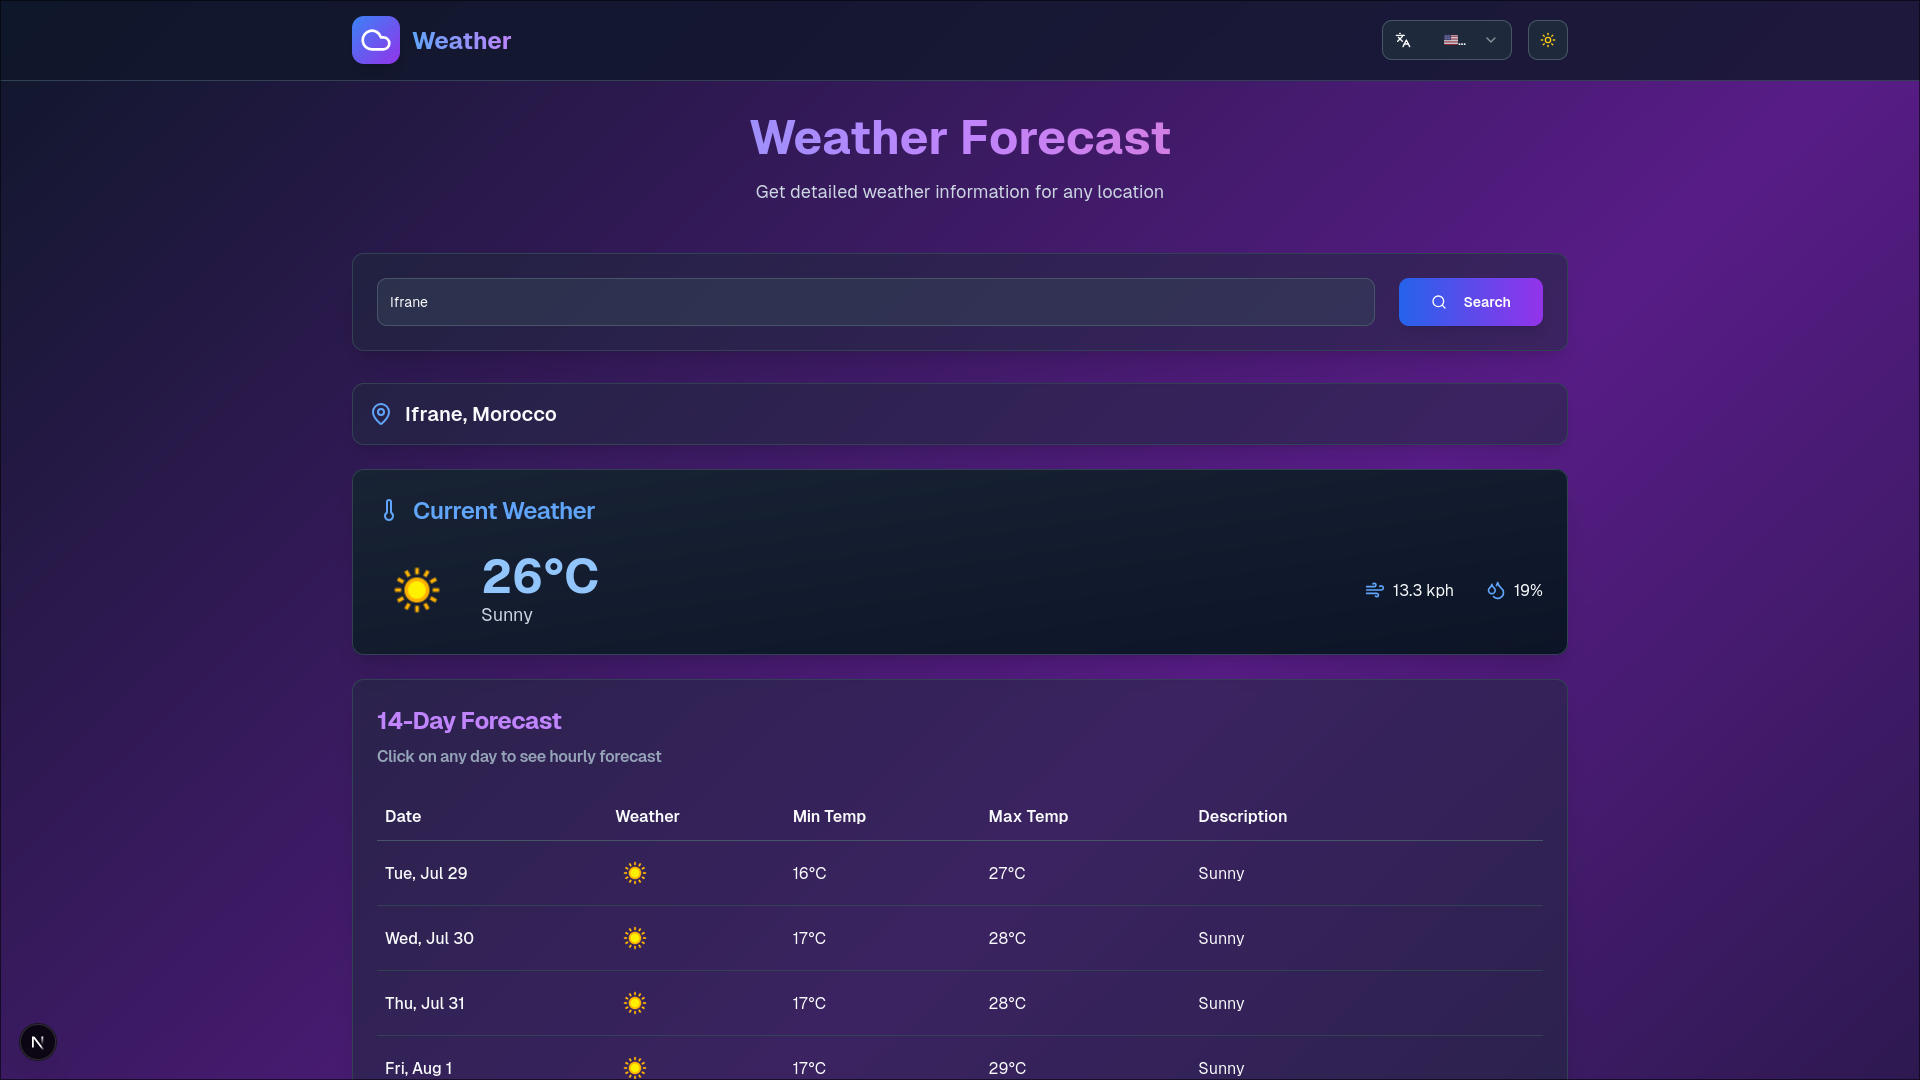 Weather
...
Weather Forecast
Get detailed weather information for any location
Ifrane
Search
Ifrane, Morocco
Current Weather
26°C
Sunny
13.3 kph
19%
14-Day Forecast
Click on any day to see hourly forecast
Date Weather Min Temp Max Temp Description
Tue, Jul 29 16°C 27°C Sunny
Wed, Jul 30 17°C 28°C Sunny
Thu, Jul 31 17°C 28°C Sunny
Fri, Aug 1 17°C 29°C Sunny
N